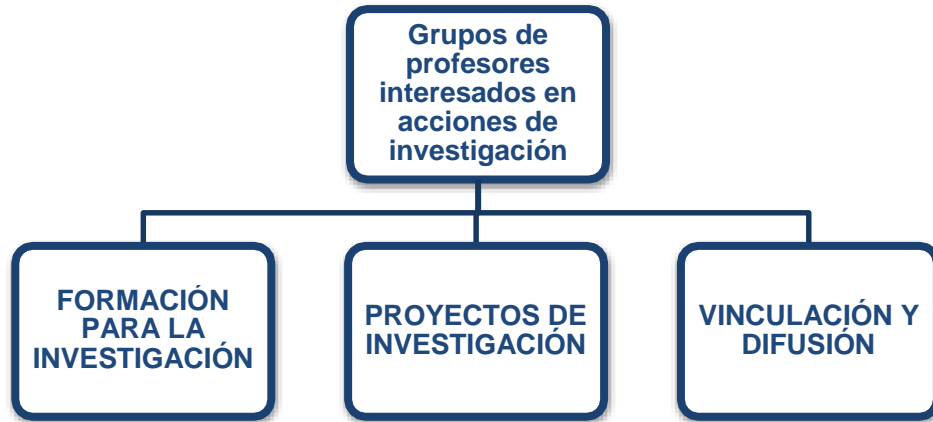 Grupos de
profesores
interesados en
acciones de
investigación
FORMACIÓN
PARA LA
INVESTIGACIÓN
PROYECTOS DE
INVESTIGACIÓN
VINCULACIÓN Y
DIFUSIÓN